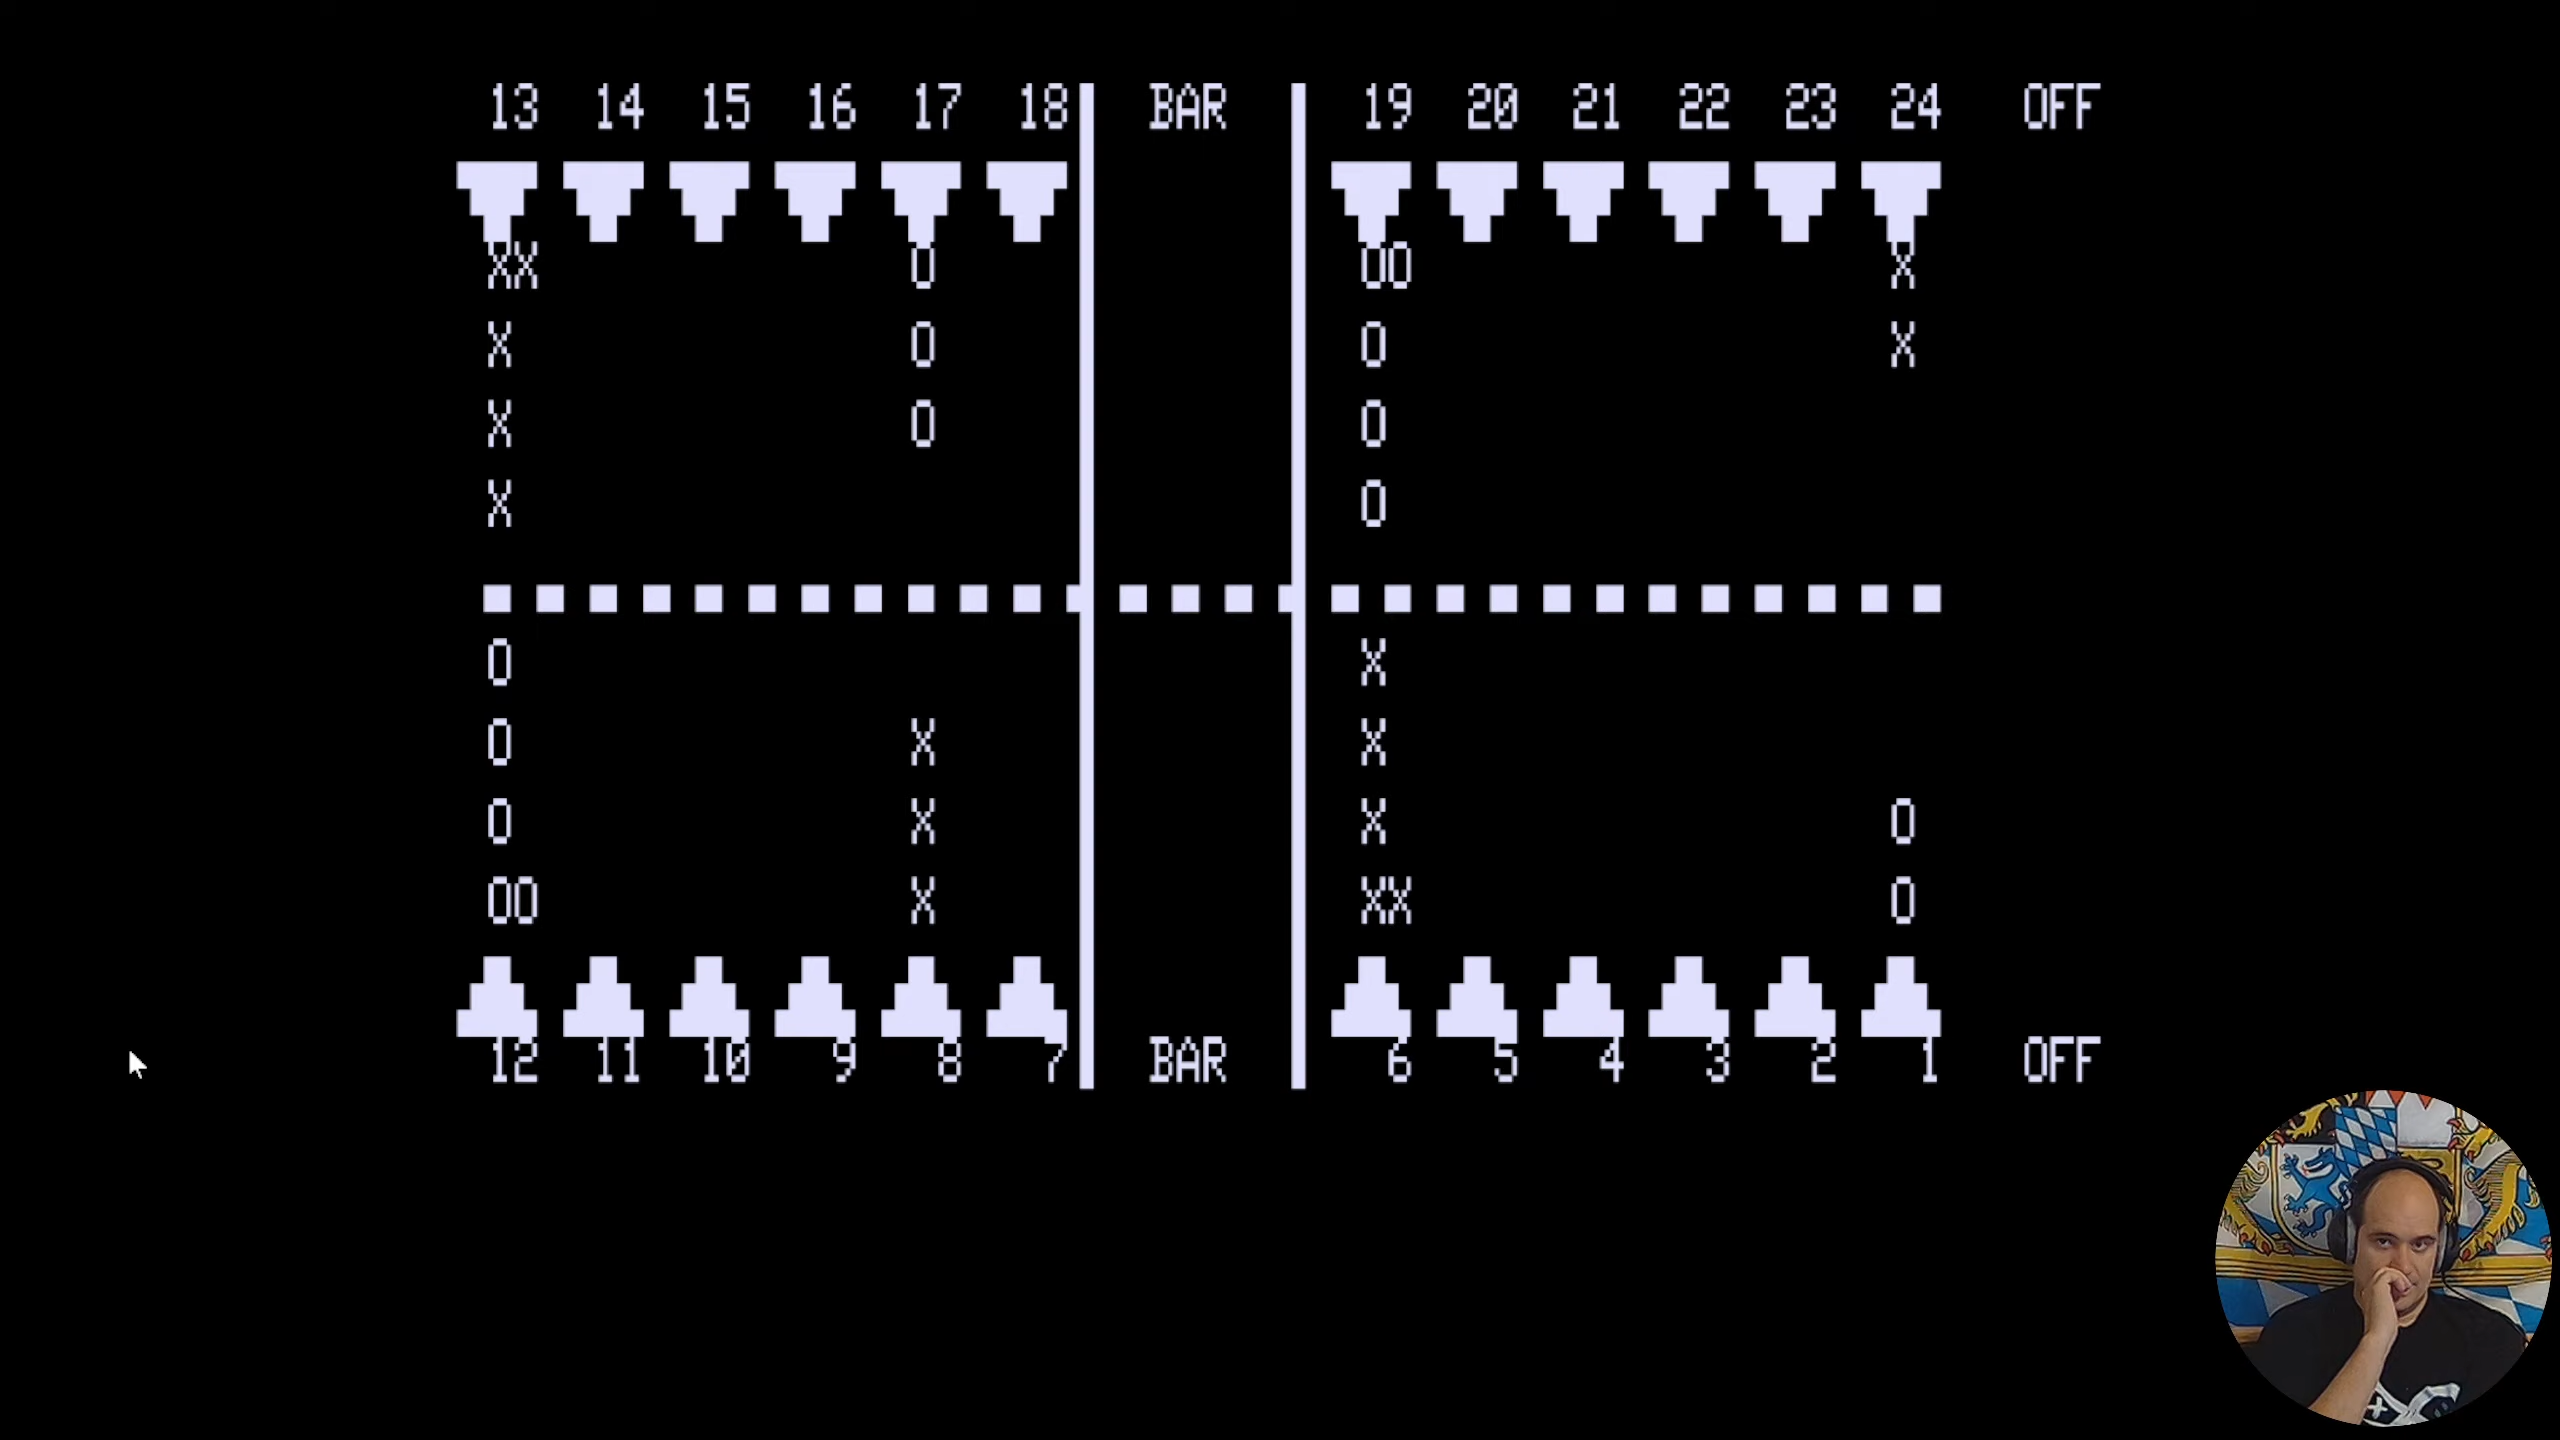 13 14 15 16 17 18 BAR 19 20 21 22 23 24 OFF
XX O OO X
X O O X
X O O
X O
O X
O X X
O X X O
OO X XX O
12 11 10 9 8 7 BAR 6 5 4 3 2 1 OFF